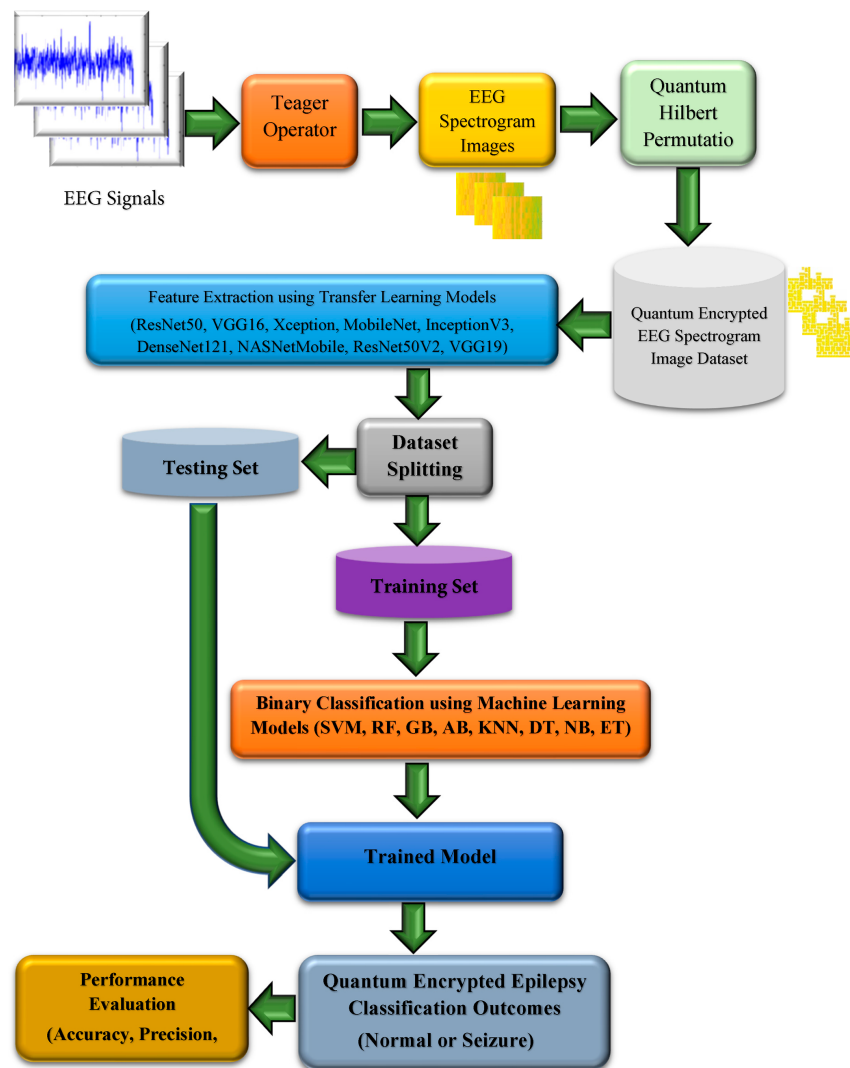 EEG Signals
Teager
Operator
EEG
Spectrogram
Images
Quantum
Hilbert
Permutatio
Quantum Encrypted
EEG Spectrogram
Image Dataset
Feature Extraction using Transfer Learning Models
(ResNet50, VGG16, Xception, MobileNet, InceptionV3,
DenseNet121, NASNetMobile, ResNet50V2, VGG19)
Dataset
Splitting
Testing Set
Training Set
Binary Classification using Machine Learning
Models (SVM, RF, GB, AB, KNN, DT, NB, ET)
Trained Model
Quantum Encrypted Epilepsy
Classification Outcomes
(Normal or Seizure)
Performance
Evaluation
(Accuracy, Precision,